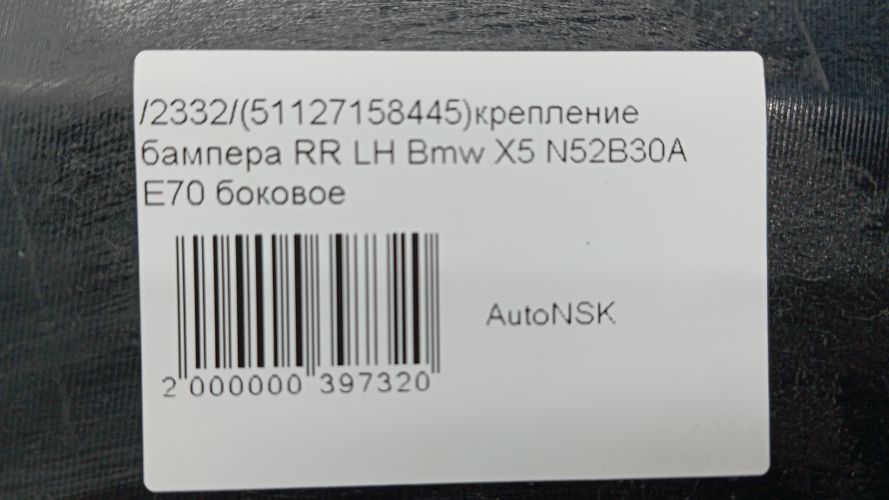 /2332/(51127158445)крепление
бампера RR LH Bmw X5 N52B30A
E70 боковое
AutoNSK
2 000000 397320